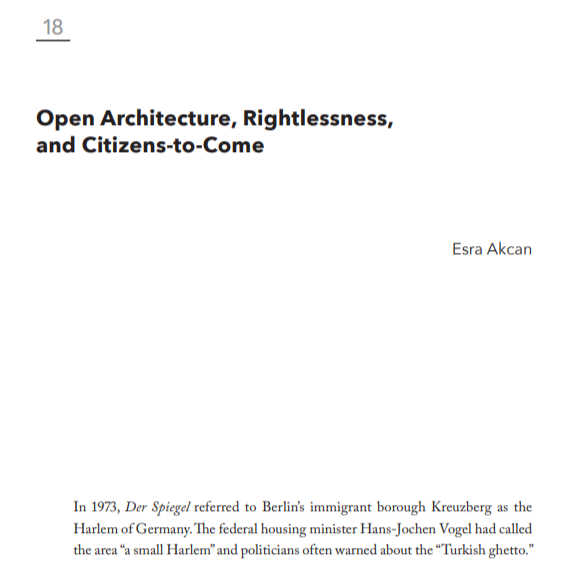 18
Open Architecture, Rightlessness,
and Citizens-to-Come
Esra Akcan
In 1973, Der Spiegel referred to Berlin’s immigrant borough Kreuzberg as the
Harlem of Germany. The federal housing minister Hans-Jochen Vogel had called
the area “a small Harlem” and politicians often warned about the “Turkish ghetto.”